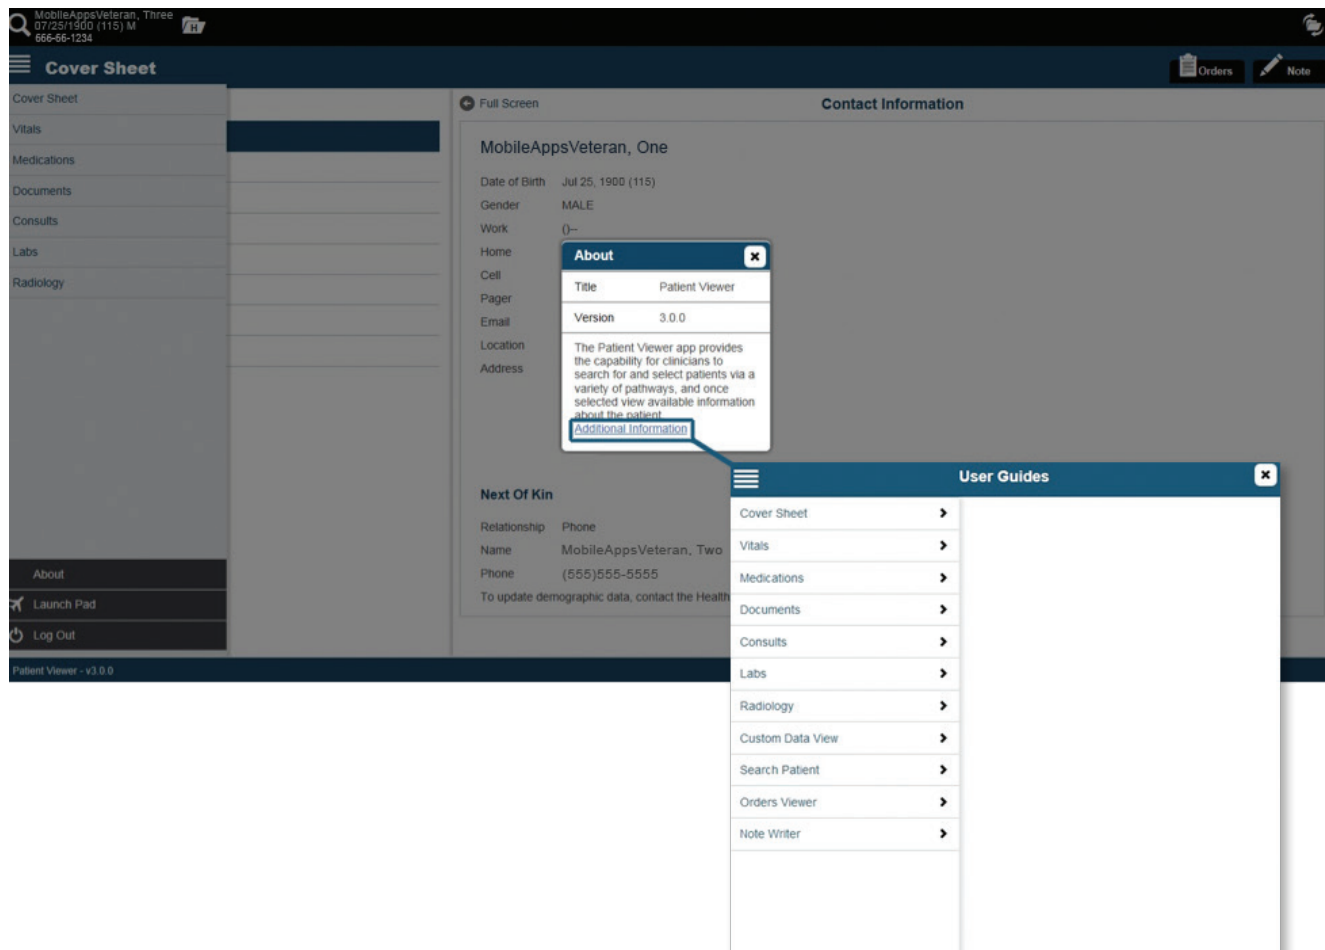 MobileAppsVeteran, Three
07/25/1900 (115) M
666-66-1234
H
Cover Sheet
Orders
Note
Cover Sheet
Vitals
Medications
Documents
Consults
Labs
Radiology
About
Launch Pad
Log Out
Full Screen
Contact Information
MobileAppsVeteran, One
Date of Birth Jul 25, 1900 (115)
Gender MALE
Work ()--
Home
Cell
Pager
Email
Location
Address
Next Of Kin
Relationship Phone
Name MobileAppsVeteran, Two
Phone (555)555-5555
To update demographic data, contact the Health
Patient Viewer - v3.0.0
About
Title Patient Viewer
Version 3.0.0
The Patient Viewer app provides
the capability for clinicians to
search for and select patients via a
variety of pathways, and once
selected view available information
about the patient
Additional Information
User Guides
Cover Sheet
Vitals
Medications
Documents
Consults
Labs
Radiology
Custom Data View
Search Patient
Orders Viewer
Note Writer